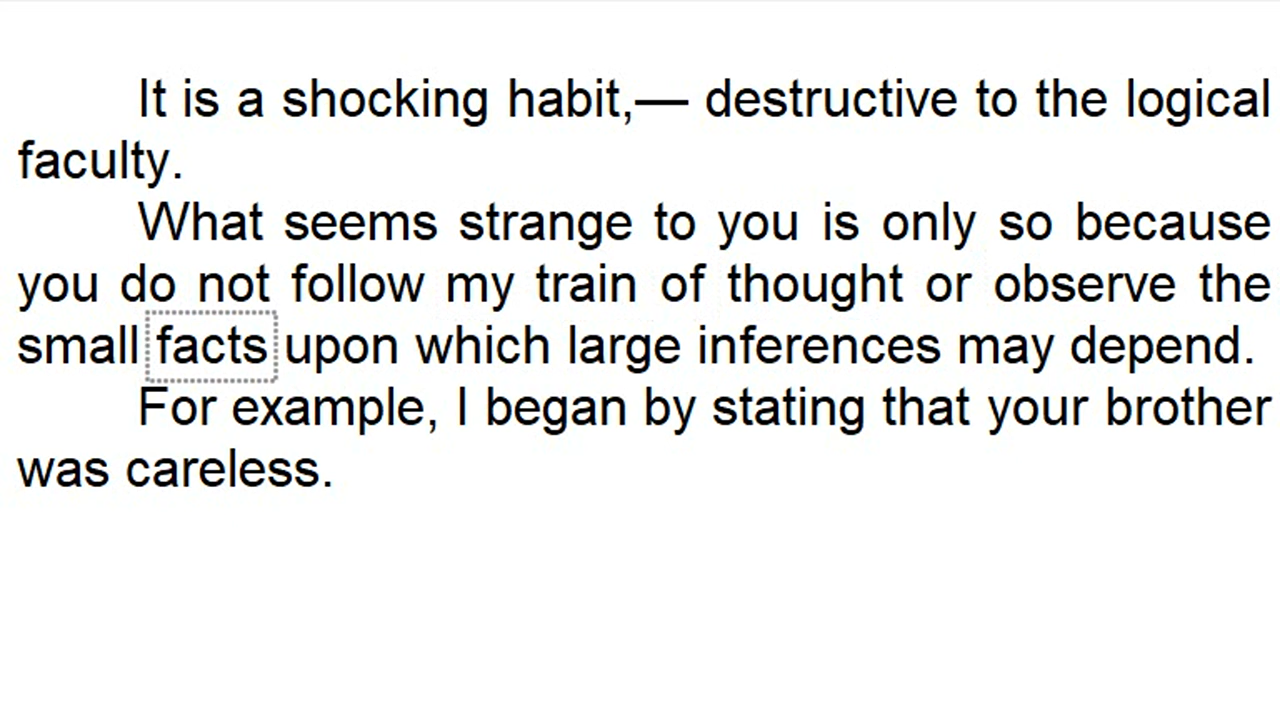 It is a shocking habit,— destructive to the logical
faculty.
What seems strange to you is only so because
you do not follow my train of thought or observe the
small facts upon which large inferences may depend.
For example, I began by stating that your brother
was careless.